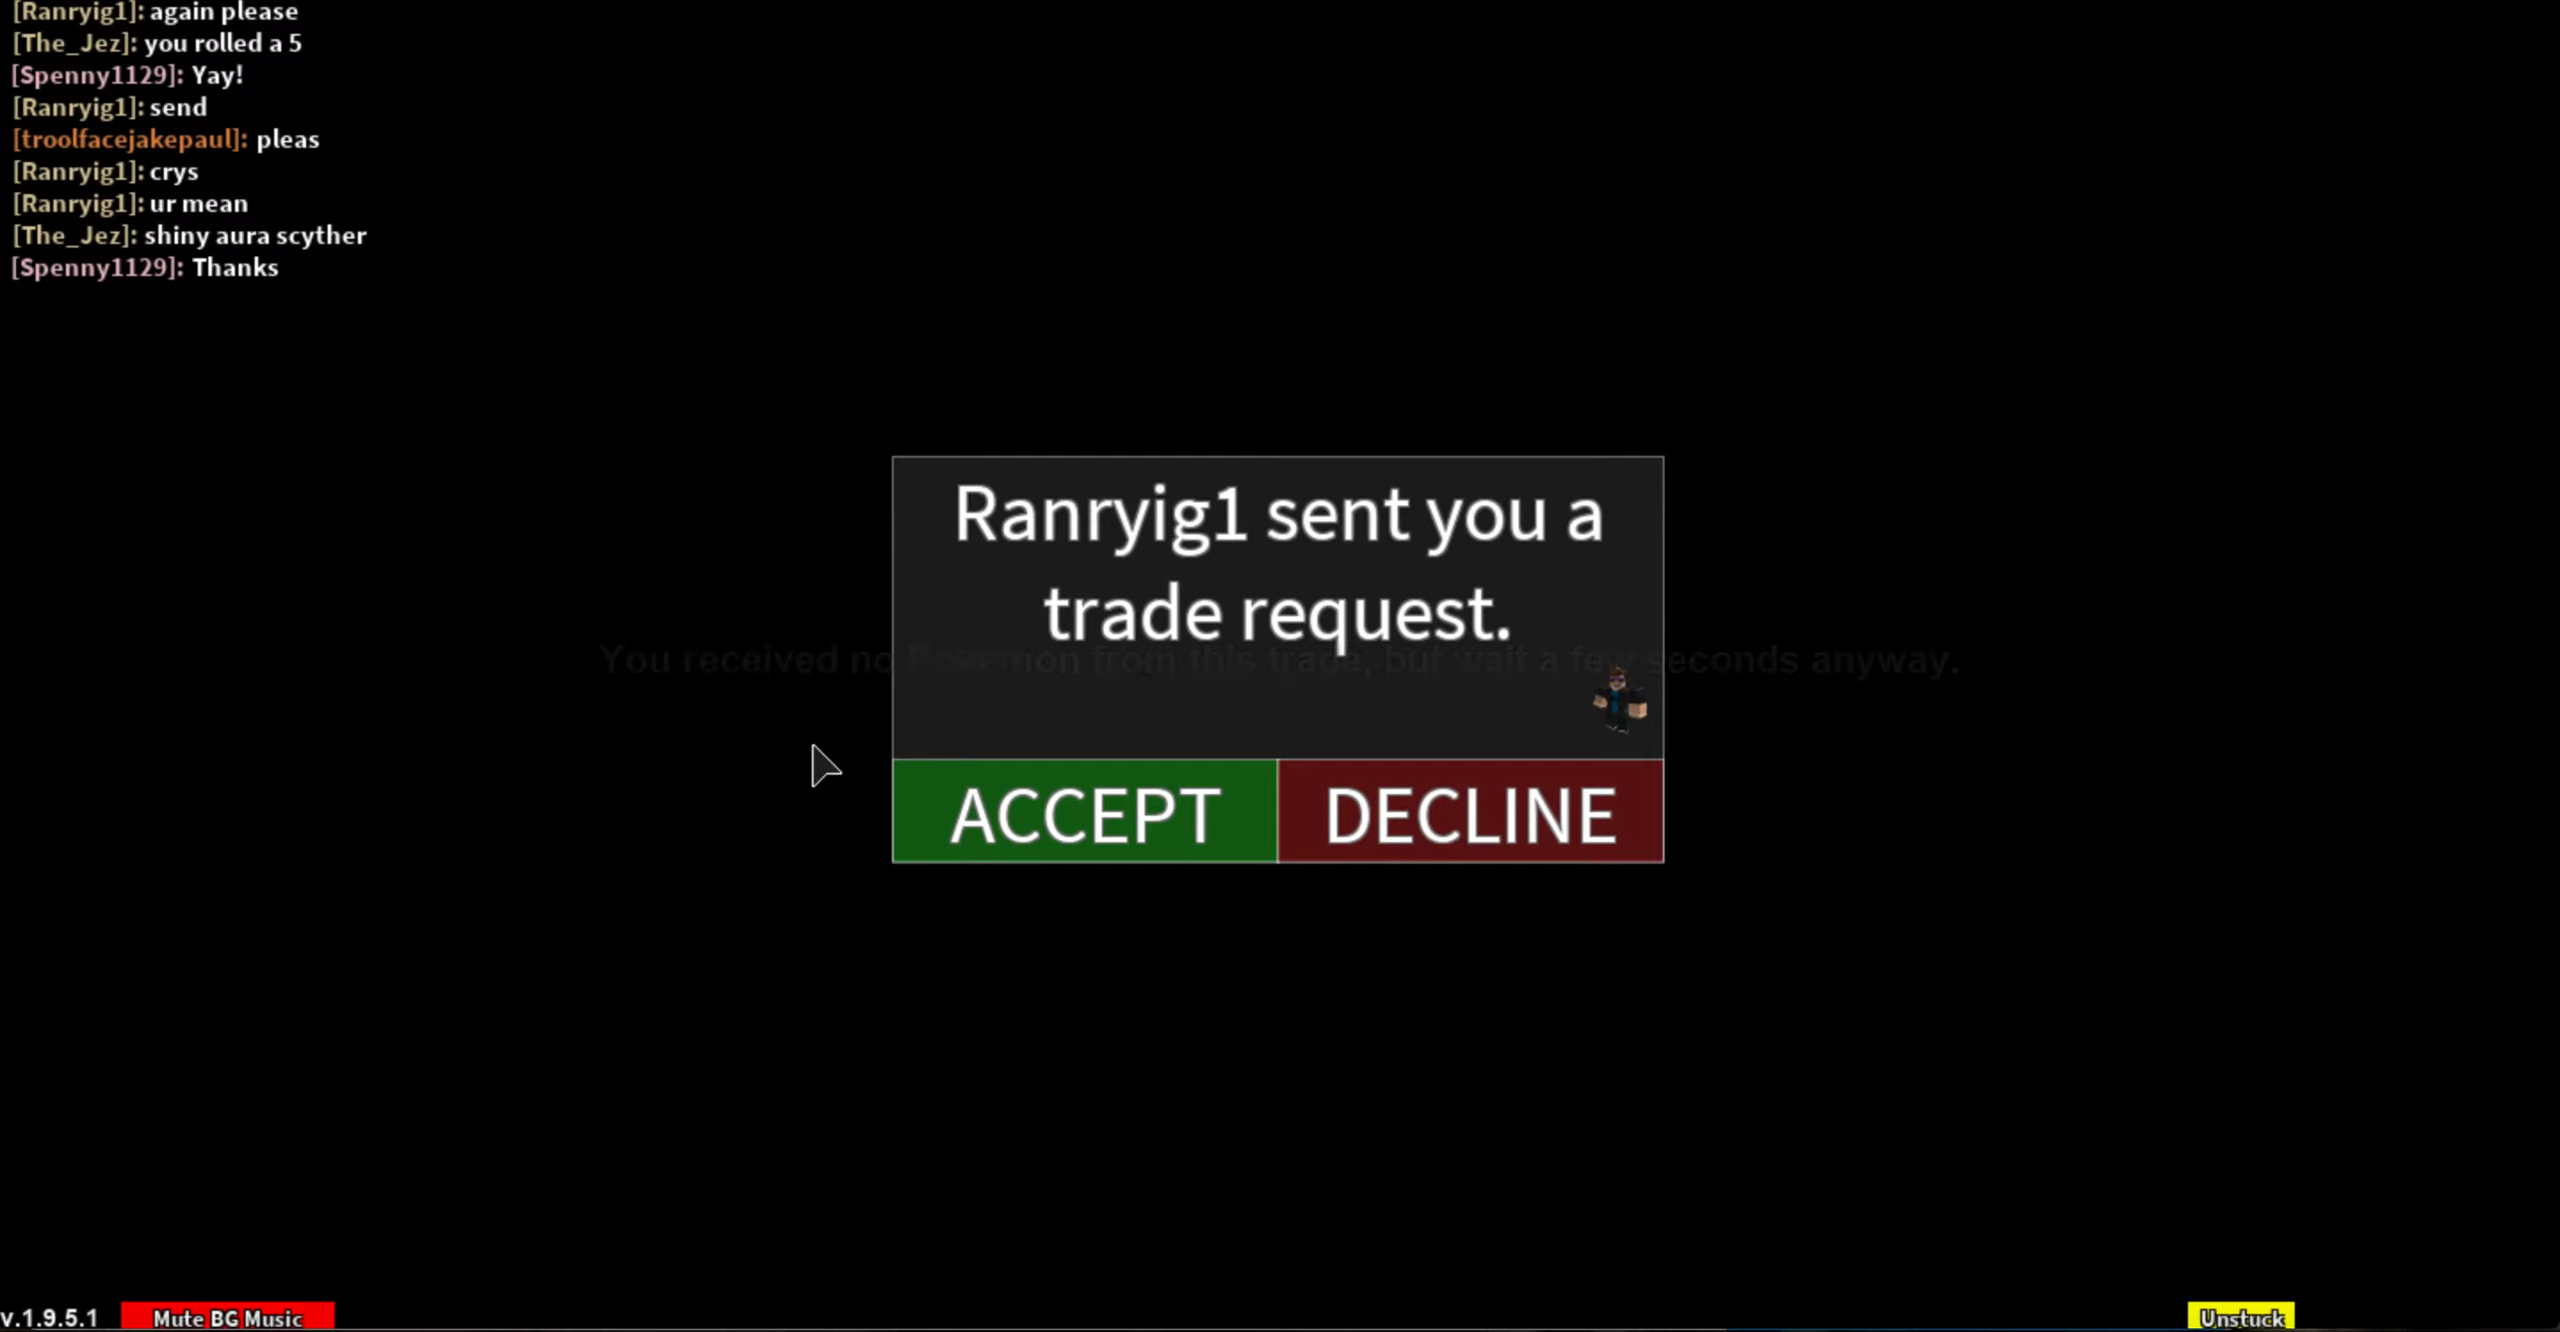 [Ranryig1]: again please
[The_Jez]: you rolled a 5
[Spenny1129]: Yay!
[Ranryig1]: send
[troolfacejakepaul]: pleas
[Ranryig1]: crys
[Ranryig1]: ur mean
[The_Jez]: shiny aura scyther
[Spenny1129]: Thanks
Ranryig1 sent you a
trade request.
You received no Pokemon from this trade, but wait a few seconds anyway.
ACCEPT
DECLINE
v.1.9.5.1
Mute BG Music
Unstuck